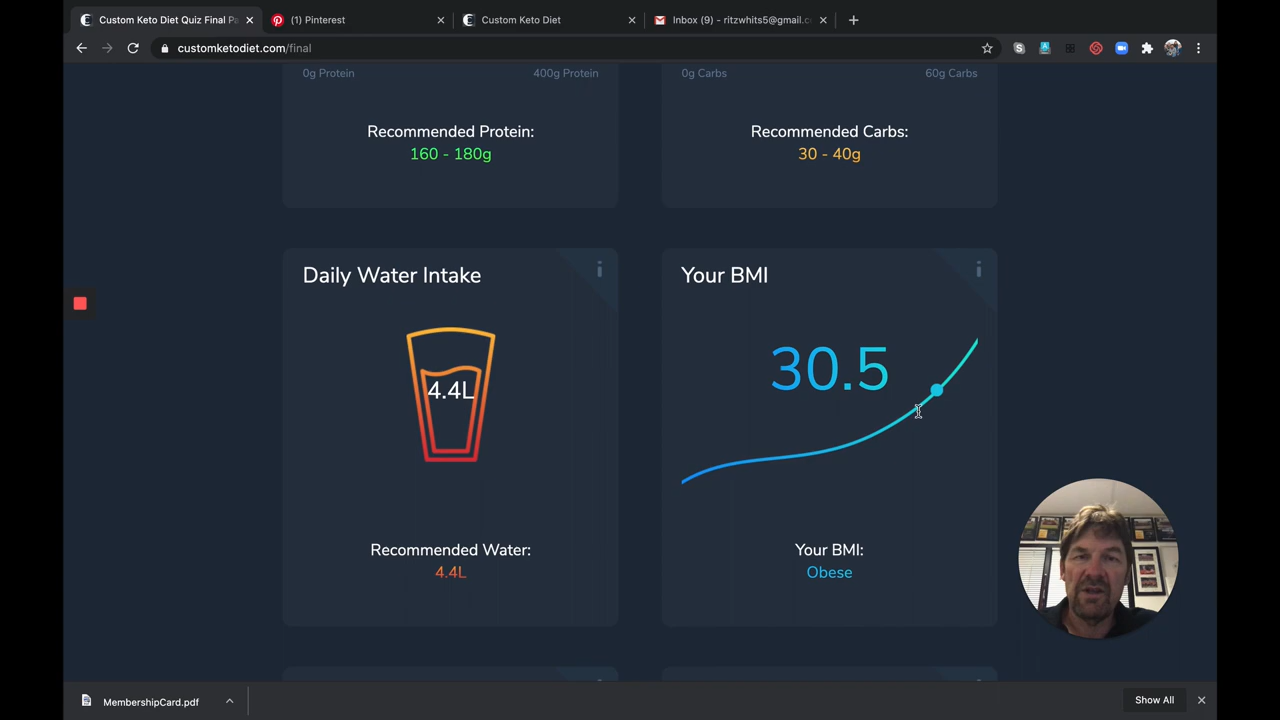 Custom Keto Diet Quiz Final Pa
(1) Pinterest
Custom Keto Diet
Inbox (9) - ritzwhits5@gmail.c
customketodiet.com/final
0g Protein
400g Protein
0g Carbs
60g Carbs
Recommended Protein:
160 - 180g
Recommended Carbs:
30 - 40g
Daily Water Intake
4.4L
Recommended Water:
4.4L
Your BMI
30.5
Your BMI:
Obese
MembershipCard.pdf
Show All